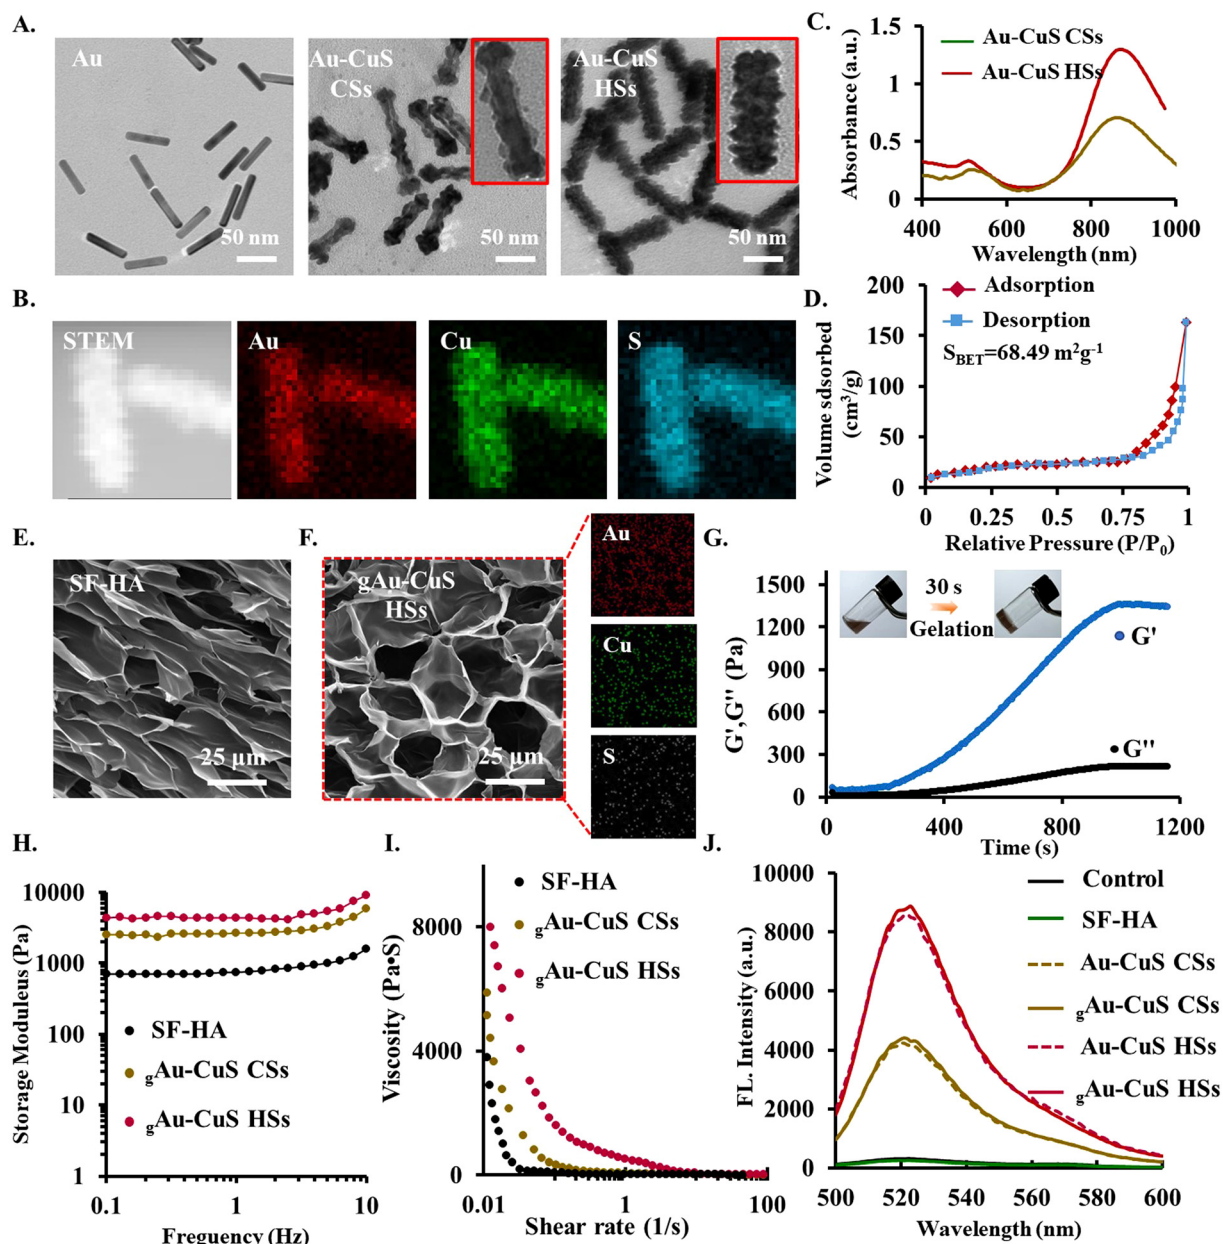 A.
Au
50 nm
Au-CuS
CSs
50 nm
Au-CuS
HSs
50 nm
C.
Absorbance (a.u.)
1.5
1
0.5
0
400 600 800 1000
Wavelength (nm)
Au-CuS CSs
Au-CuS HSs
B.
STEM
Au
Cu
S
D.
Volume sdsorbed
(cm³/g)
200
150
100
50
0
0 0.25 0.5 0.75 1
Relative Pressure (P/P₀)
Adsorption
Desorption
S_BET=68.49 m²g⁻¹
E.
SF-HA
25 μm
F.
gAu-CuS
HSs
25 μm
Au
Cu
S
G.
G',G'' (Pa)
1500
1200
900
600
300
0
0 400 800 1200
Time (s)
30 s
Gelation
G'
G''
H.
Storage Moduleus (Pa)
10000
1000
100
10
1
0.1 1 10
Freguency (Hz)
SF-HA
gAu-CuS CSs
gAu-CuS HSs
I.
Viscosity (Pa•S)
8000
4000
0
0.01 1 100
Shear rate (1/s)
SF-HA
gAu-CuS CSs
gAu-CuS HSs
J.
FL. Intensity (a.u.)
10000
8000
6000
4000
2000
0
500 520 540 560 580 600
Wavelength (nm)
Control
SF-HA
Au-CuS CSs
gAu-CuS CSs
Au-CuS HSs
gAu-CuS HSs